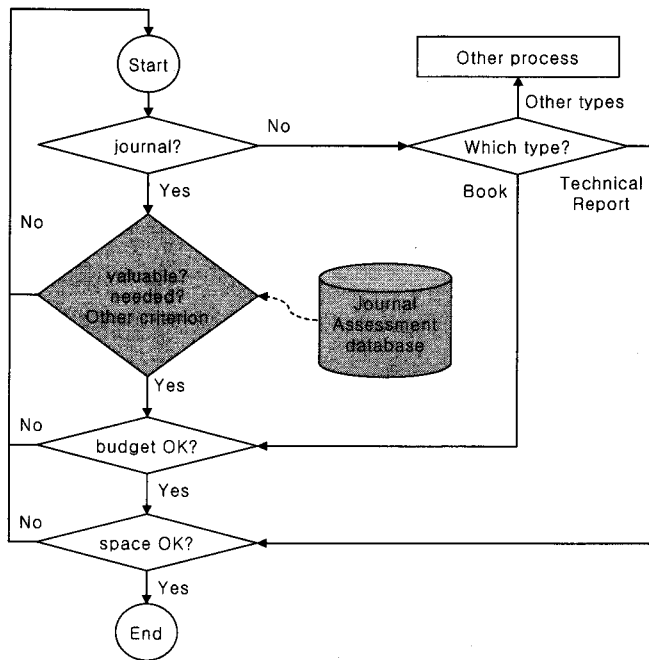 Start
Other process
Other types
journal?
No
Which type?
Yes
Book
Technical
Report
No
valuable?
needed?
Other criterion
Journal
Assessment
database
Yes
No
budget OK?
Yes
No
space OK?
Yes
End